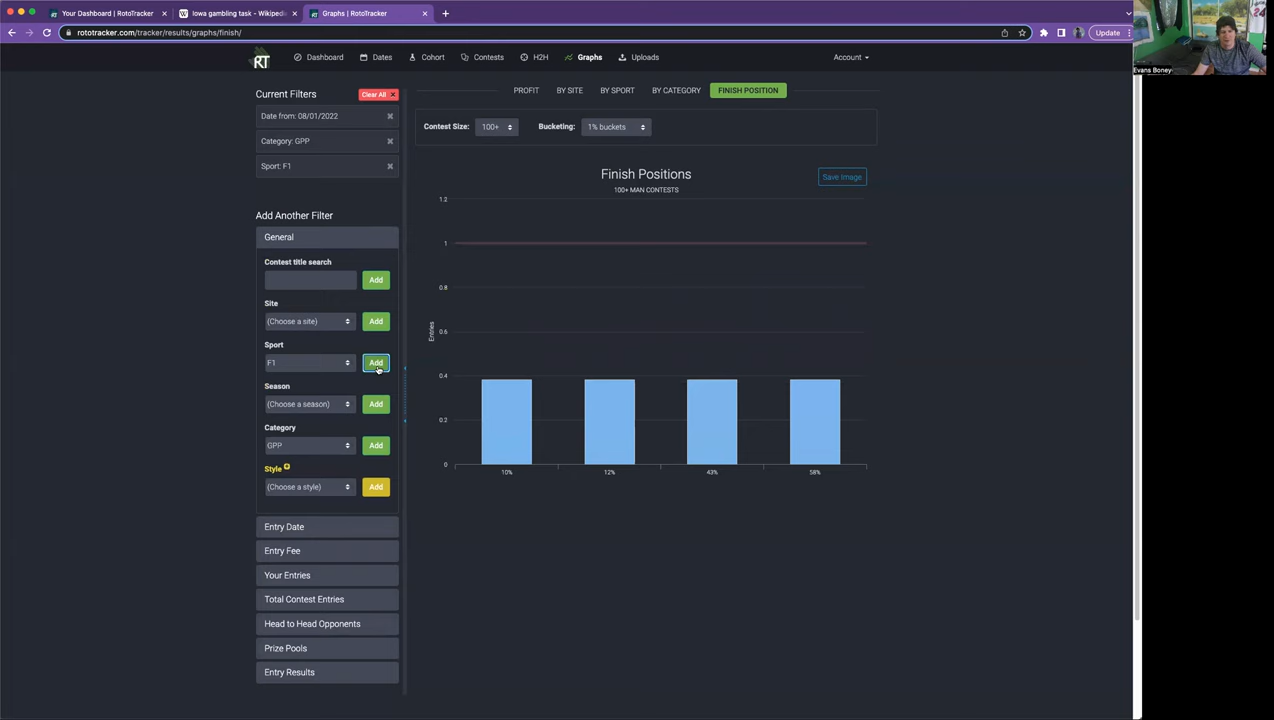 Your Dashboard | RotoTracker
Iowa gambling task - Wikipedi
Graphs | RotoTracker
rototracker.com/tracker/results/graphs/finish/
Update
Evans Boney
RT
Dashboard
Dates
Cohort
Contests
H2H
Graphs
Uploads
Account
Current Filters
Clear All ×
Date from: 08/01/2022
Category: GPP
Sport: F1
PROFIT
BY SITE
BY SPORT
BY CATEGORY
FINISH POSITION
Contest Size:
100+
Bucketing:
1% buckets
Finish Positions
100+ MAN CONTESTS
Save Image
1.2
1
0.8
0.6
0.4
0.2
0
Entries
10%
12%
43%
58%
Add Another Filter
General
Contest title search
Add
Site
(Choose a site)
Add
Sport
F1
Add
Season
(Choose a season)
Add
Category
GPP
Add
Style
(Choose a style)
Add
Entry Date
Entry Fee
Your Entries
Total Contest Entries
Head to Head Opponents
Prize Pools
Entry Results